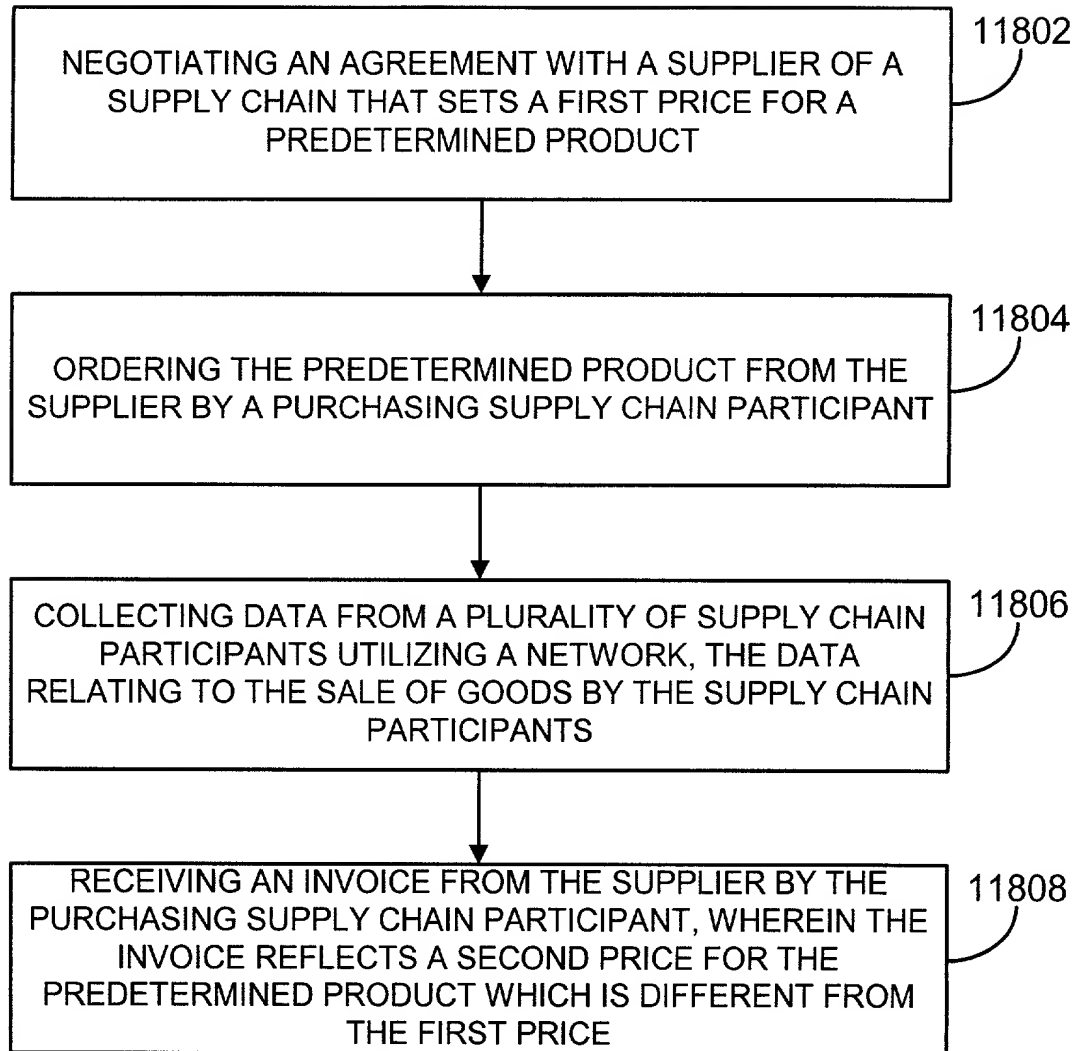 11802
NEGOTIATING AN AGREEMENT WITH A SUPPLIER OF A
SUPPLY CHAIN THAT SETS A FIRST PRICE FOR A
PREDETERMINED PRODUCT
11804
ORDERING THE PREDETERMINED PRODUCT FROM THE
SUPPLIER BY A PURCHASING SUPPLY CHAIN PARTICIPANT
11806
COLLECTING DATA FROM A PLURALITY OF SUPPLY CHAIN
PARTICIPANTS UTILIZING A NETWORK, THE DATA
RELATING TO THE SALE OF GOODS BY THE SUPPLY CHAIN
PARTICIPANTS
11808
RECEIVING AN INVOICE FROM THE SUPPLIER BY THE
PURCHASING SUPPLY CHAIN PARTICIPANT, WHEREIN THE
INVOICE REFLECTS A SECOND PRICE FOR THE
PREDETERMINED PRODUCT WHICH IS DIFFERENT FROM
THE FIRST PRICE